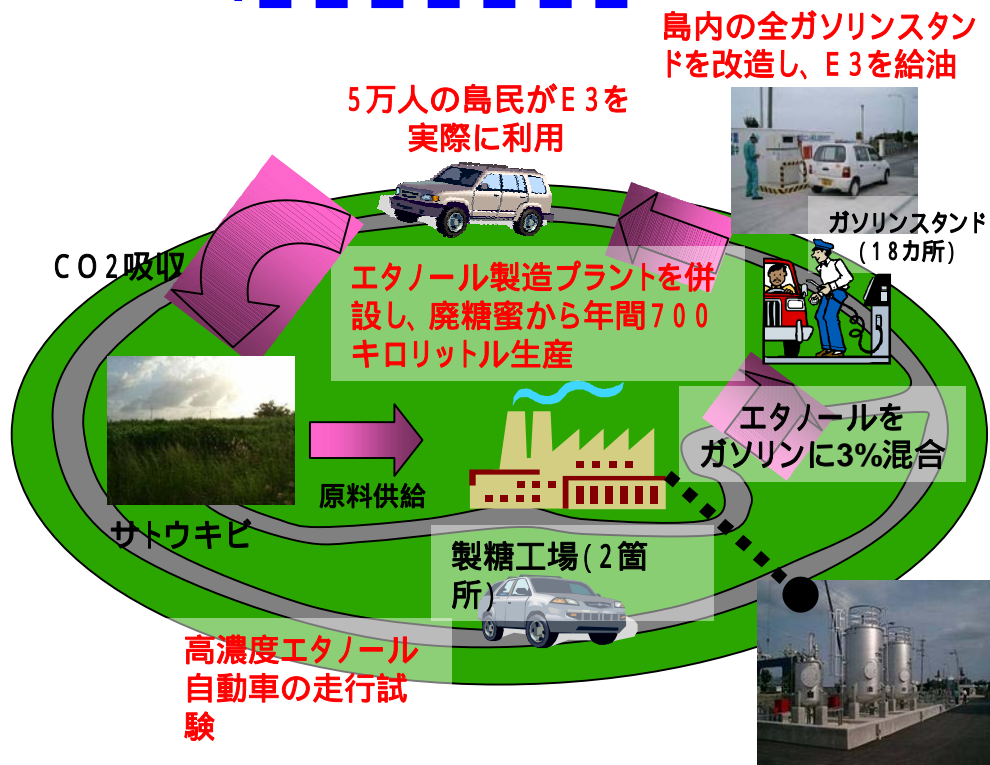 島内の全ガソリンスタン
ドを改造し、E3を給油
5万人の島民がE3を
実際に利用
ガソリンスタンド
(18カ所)
CO2吸収
エタノール製造プラントを併
設し、廃糖蜜から年間700
キロリットル生産
エタノールを
ガソリンに3%混合
原料供給
サトウキビ
製糖工場(2箇
所)
高濃度エタノール
自動車の走行試
験